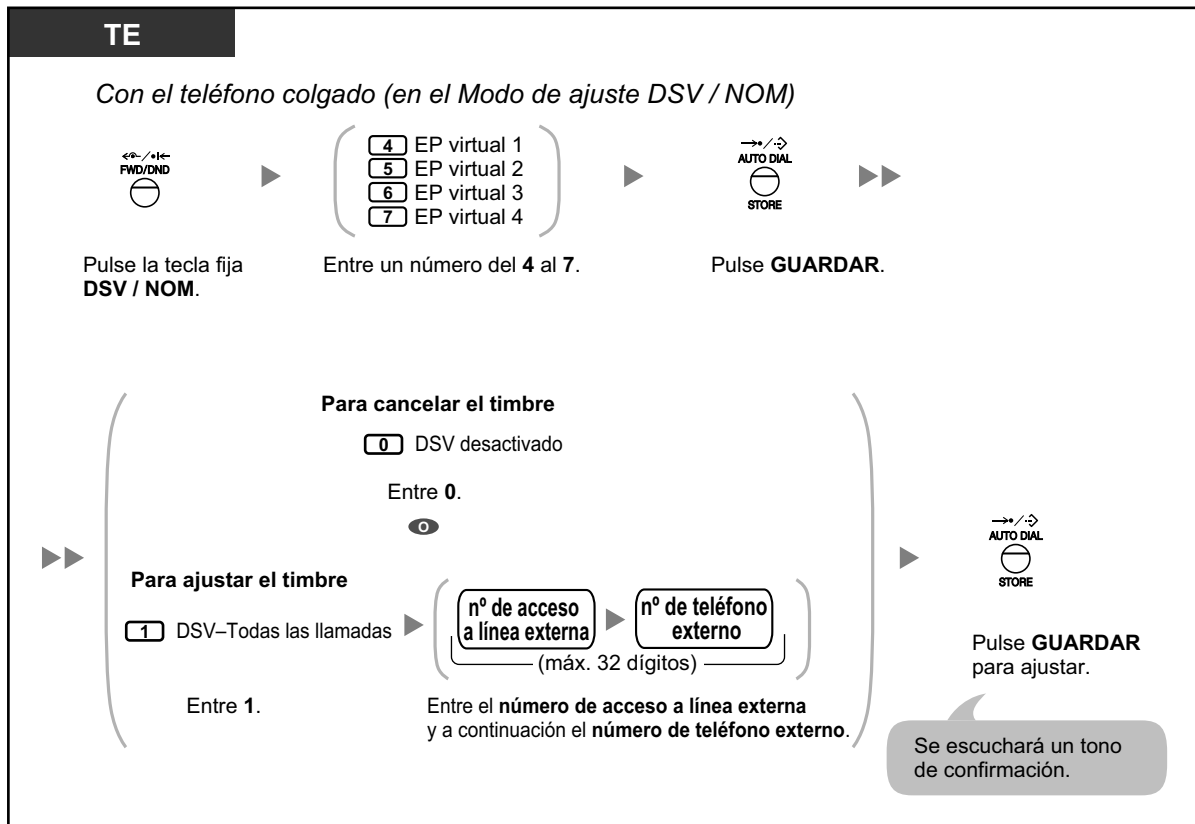 TE
Con el teléfono colgado (en el Modo de ajuste DSV / NOM)
FWD/DND
4 EP virtual 1
5 EP virtual 2
6 EP virtual 3
7 EP virtual 4
AUTO DIAL
STORE
Pulse la tecla fija
DSV / NOM.
Entre un número del 4 al 7.
Pulse GUARDAR.
Para cancelar el timbre
0 DSV desactivado
Entre 0.
O
Para ajustar el timbre
1 DSV–Todas las llamadas
nº de acceso
a línea externa
nº de teléfono
externo
(máx. 32 dígitos)
Entre 1.
Entre el número de acceso a línea externa
y a continuación el número de teléfono externo.
AUTO DIAL
STORE
Pulse GUARDAR
para ajustar.
Se escuchará un tono
de confirmación.